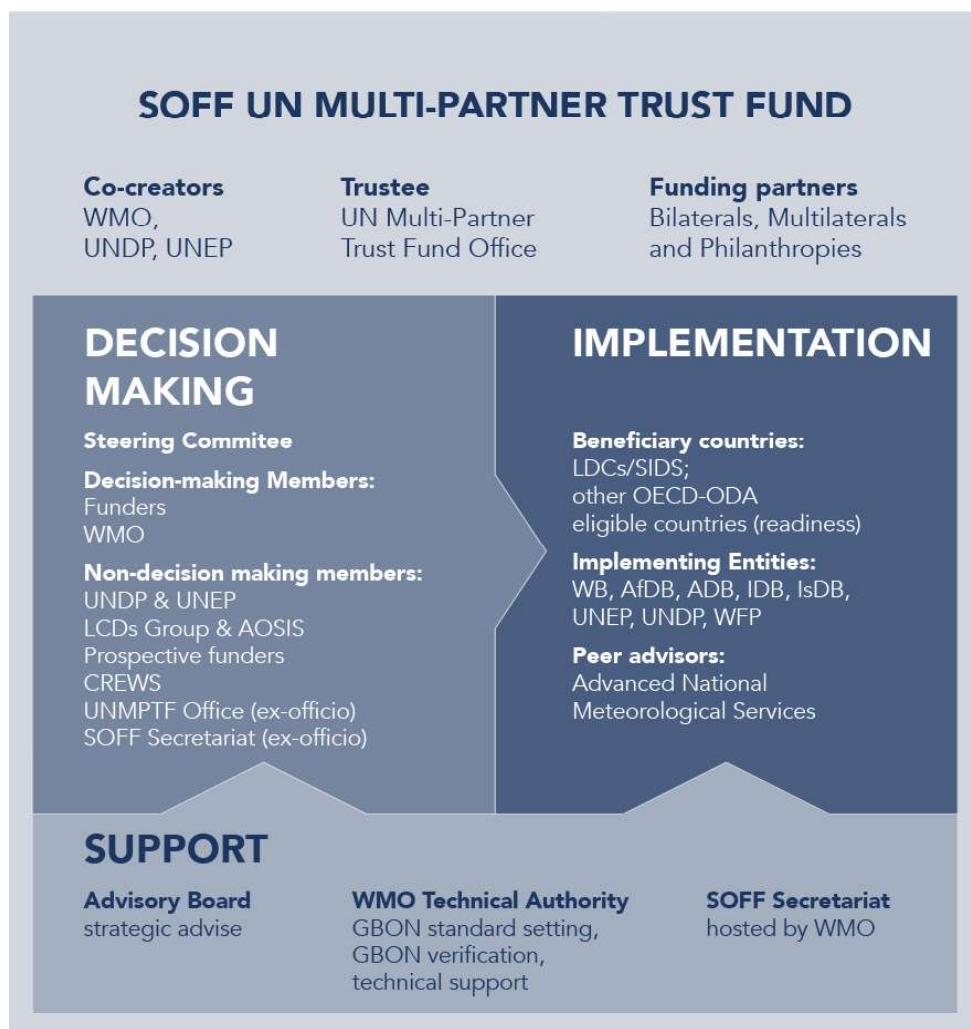 SOFF UN MULTI-PARTNER TRUST FUND
Co-creators
WMO,
UNDP, UNEP
Trustee
UN Multi-Partner
Trust Fund Office
Funding partners
Bilaterals, Multilaterals
and Philanthropies
DECISION
MAKING
Steering Commitee
Decision-making Members:
Funders
WMO
Non-decision making members:
UNDP & UNEP
LCDs Group & AOSIS
Prospective funders
CREWS
UNMPTF Office (ex-officio)
SOFF Secretariat (ex-officio)
IMPLEMENTATION
Beneficiary countries:
LDCs/SIDS;
other OECD-ODA
eligible countries (readiness)
Implementing Entities:
WB, AfDB, ADB, IDB, IsDB,
UNEP, UNDP, WFP
Peer advisors:
Advanced National
Meteorological Services
SUPPORT
Advisory Board
strategic advise
WMO Technical Authority
GBON standard setting,
GBON verification,
technical support
SOFF Secretariat
hosted by WMO